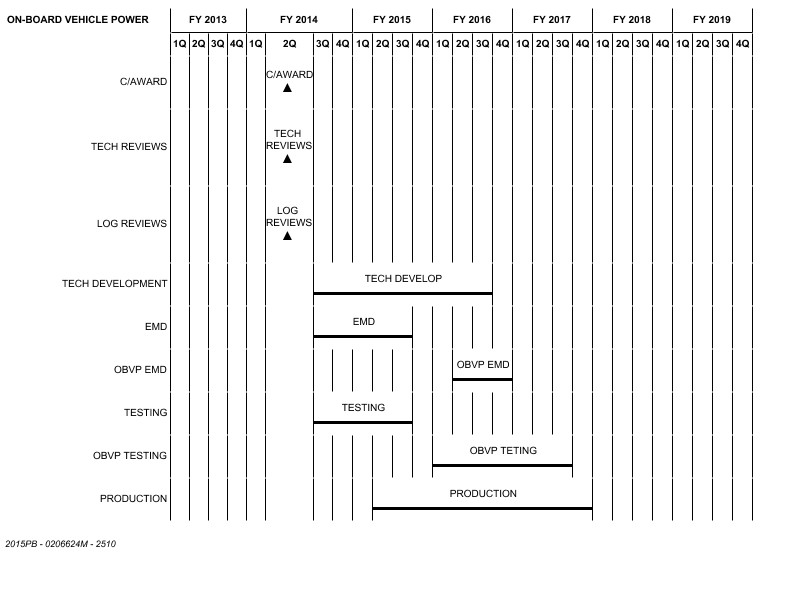 ON-BOARD VEHICLE POWER FY 2013 FY 2014 FY 2015 FY 2016 FY 2017 FY 2018 FY 2019
1Q 2Q 3Q 4Q 1Q 2Q 3Q 4Q 1Q 2Q 3Q 4Q 1Q 2Q 3Q 4Q 1Q 2Q 3Q 4Q 1Q 2Q 3Q 4Q 1Q 2Q 3Q 4Q
C/AWARD C/AWARD
TECH
TECH REVIEWS REVIEWS
LOG
LOG REVIEWS REVIEWS
TECH DEVELOPMENT TECH DEVELOP
EMD EMD
OBVP EMD OBVP EMD
TESTING TESTING
OBVP TESTING OBVP TETING
PRODUCTION PRODUCTION
2015PB - 0206624M - 2510